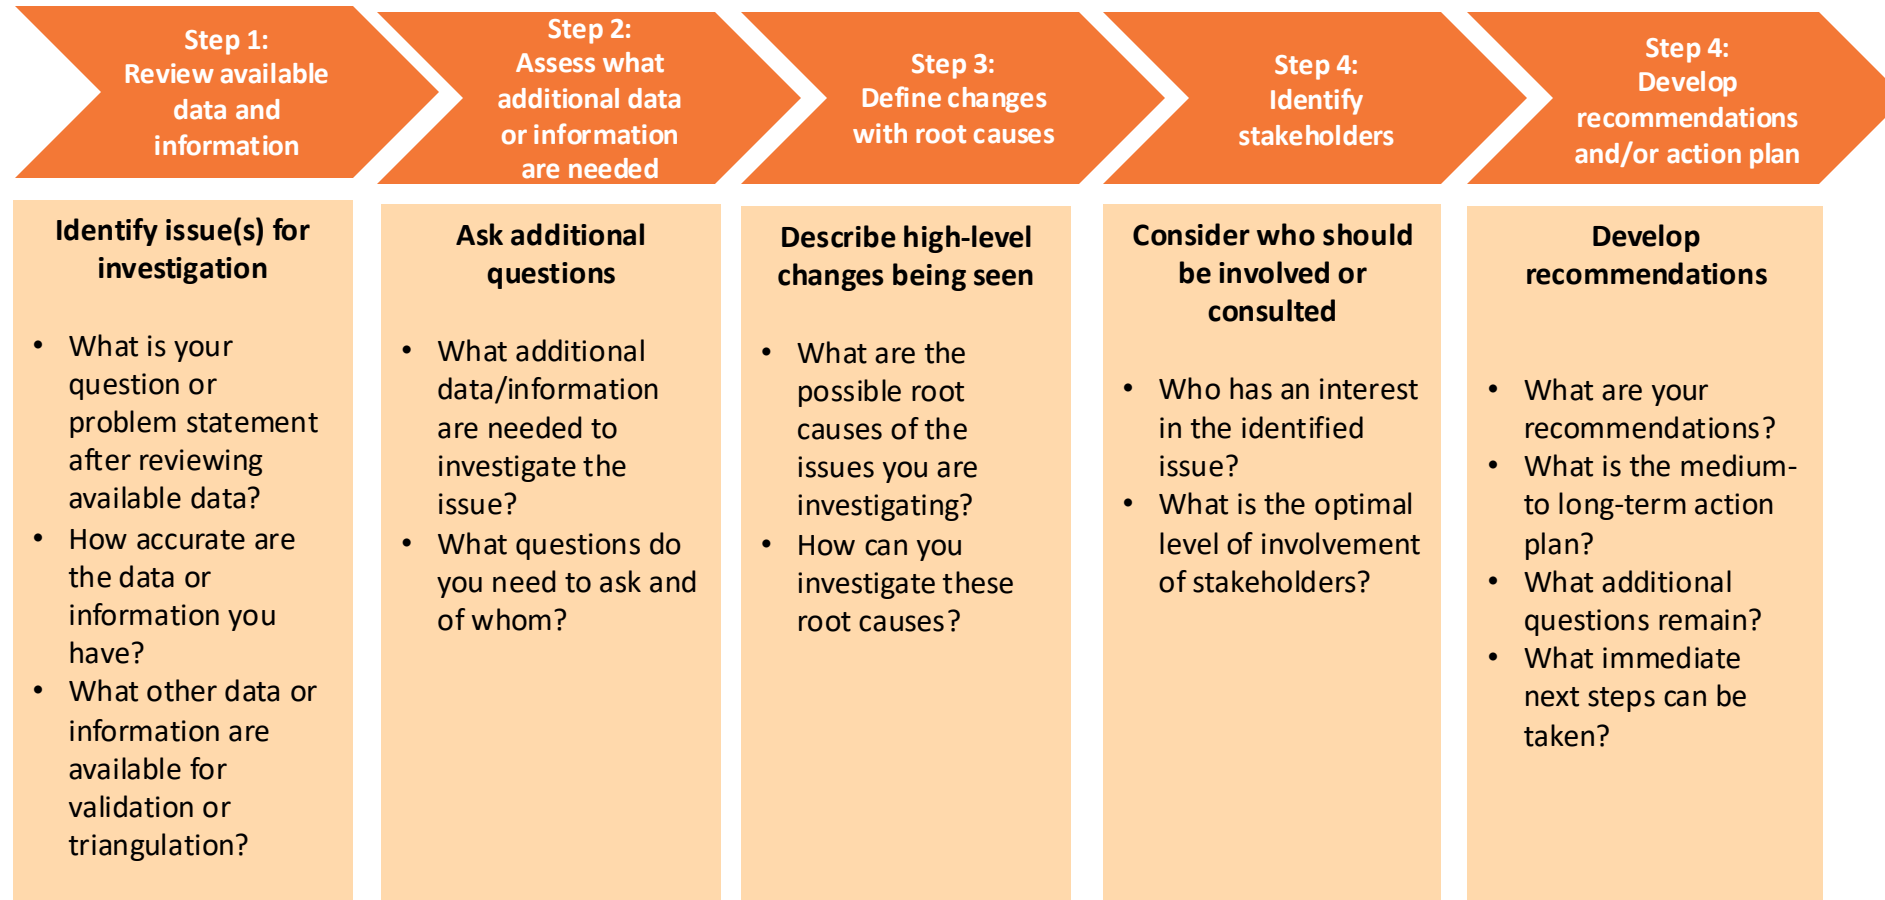 Step 1:
Review available
data and
information
Step 2:
Assess what
additional data
or information
are needed
Step 3:
Define changes
with root causes
Step 4:
Identify
stakeholders
Step 4:
Develop
recommendations
and/or action plan
Identify issue(s) for
investigation
• What is your
question or
problem statement
after reviewing
available data?
• How accurate are
the data or
information you
have?
• What other data or
information are
available for
validation or
triangulation?
Ask additional
questions
• What additional
data/information
are needed to
investigate the
issue?
• What questions do
you need to ask and
of whom?
Describe high-level
changes being seen
• What are the
possible root
causes of the
issues you are
investigating?
• How can you
investigate these
root causes?
Consider who should
be involved or
consulted
• Who has an interest
in the identified
issue?
• What is the optimal
level of involvement
of stakeholders?
Develop
recommendations
• What are your
recommendations?
• What is the medium-
to long-term action
plan?
• What additional
questions remain?
• What immediate
next steps can be
taken?